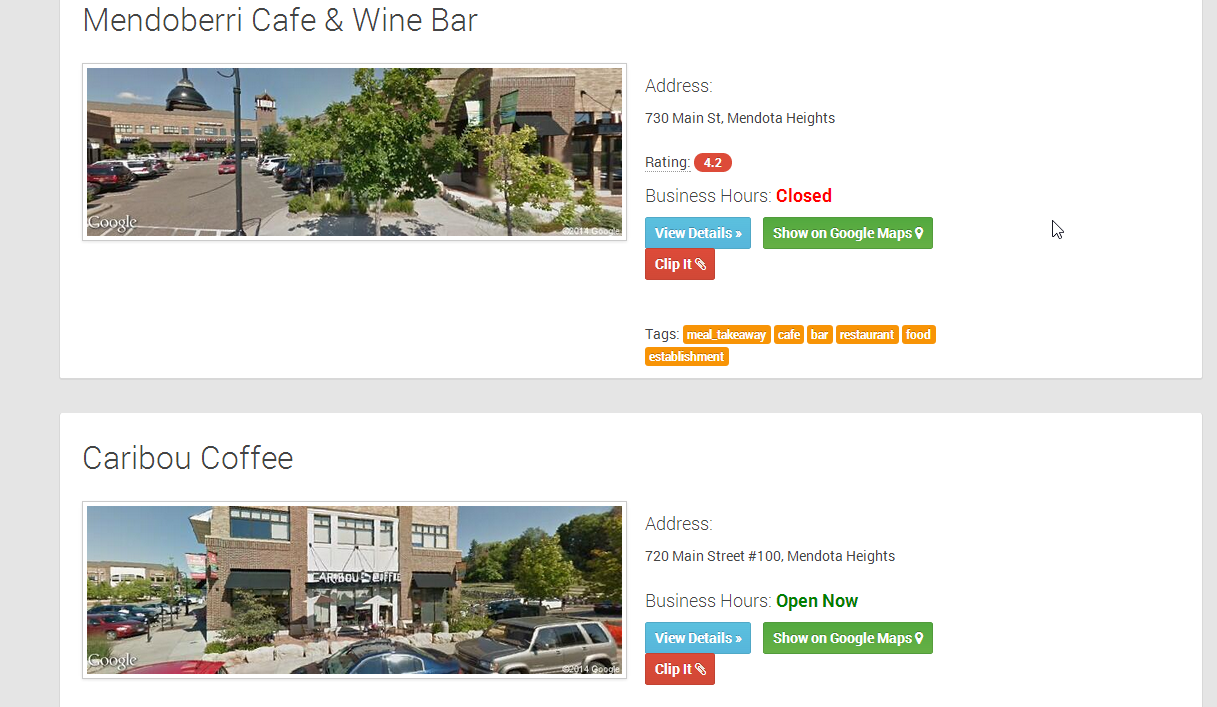 Mendoberri Cafe & Wine Bar
Google
©2014 Google
Address:
730 Main St, Mendota Heights
Rating: 4.2
Business Hours: Closed
View Details » Show on Google Maps
Clip It
Tags: meal_takeaway cafe bar restaurant food
establishment
Caribou Coffee
CARIBOU COFFEE
Google
©2014 Google
Address:
720 Main Street #100, Mendota Heights
Business Hours: Open Now
View Details » Show on Google Maps
Clip It